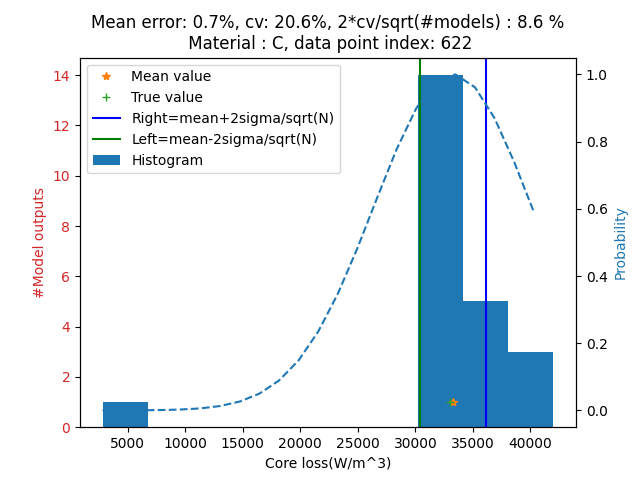 Mean error: 0.7%, cv: 20.6%, 2*cv/sqrt(#models) : 8.6 %
Material : C, data point index: 622
Mean value
True value
Right=mean+2sigma/sqrt(N)
Left=mean-2sigma/sqrt(N)
Histogram
14
12
10
8
6
4
2
0
#Model outputs
1.0
0.8
0.6
0.4
0.2
0.0
Probability
5000 10000 15000 20000 25000 30000 35000 40000
Core loss(W/m^3)